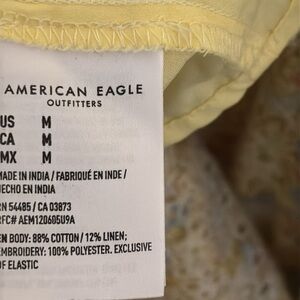 AMERICAN EAGLE
OUTFITTERS
US M
CA M
MX M
MADE IN INDIA / FABRIQUÉ EN INDE /
HECHO EN INDIA
RN 54485 / CA 03873
RFC# AEM120605U9A
EN BODY: 88% COTTON / 12% LINEN;
EMBROIDERY: 100% POLYESTER. EXCLUSIVE
OF ELASTIC